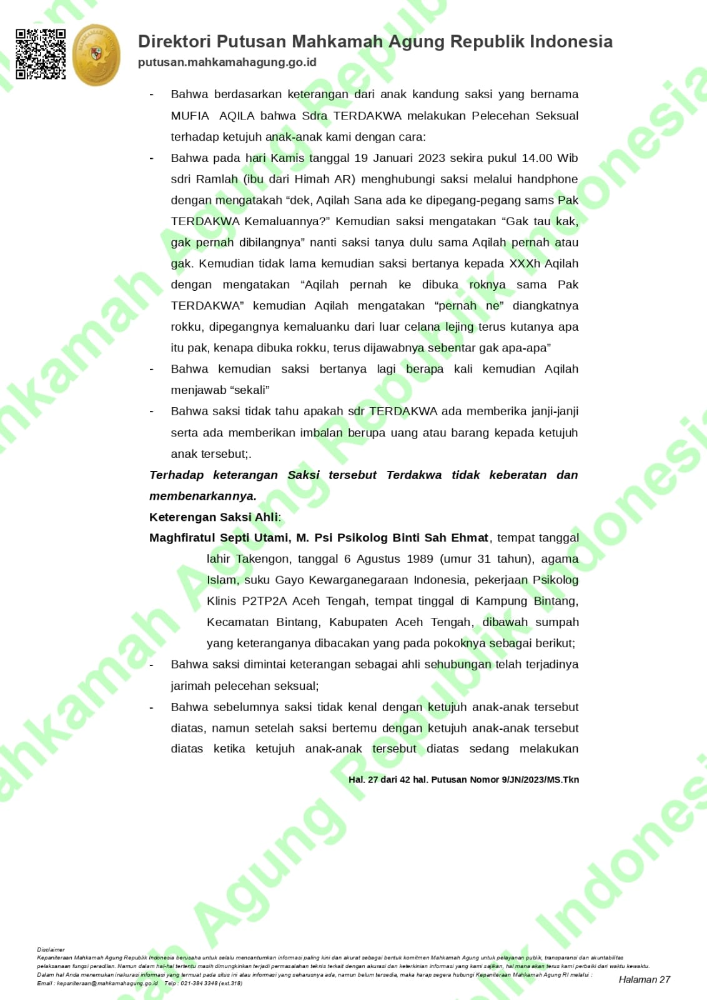 Direktori Putusan Mahkamah Agung Republik Indonesia
putusan.mahkamahagung.go.id
- Bahwa berdasarkan keterangan dari anak kandung saksi yang bernama
MUFIA AQILA bahwa Sdra TERDAKWA melakukan Pelecehan Seksual
terhadap ketujuh anak-anak kami dengan cara:
- Bahwa pada hari Kamis tanggal 19 Januari 2023 sekira pukul 14.00 Wib
sdri Ramlah (ibu dari Himah AR) menghubungi saksi melalui handphone
dengan mengatakah “dek, Aqilah Sana ada ke dipegang-pegang sams Pak
TERDAKWA Kemaluannya?” Kemudian saksi mengatakan “Gak tau kak,
gak pernah dibilangnya” nanti saksi tanya dulu sama Aqilah pernah atau
gak. Kemudian tidak lama kemudian saksi bertanya kepada XXXh Aqilah
dengan mengatakan “Aqilah pernah ke dibuka roknya sama Pak
TERDAKWA” kemudian Aqilah mengatakan “pernah ne” diangkatnya
rokku, dipegangnya kemaluanku dari luar celana lejing terus kutanya apa
itu pak, kenapa dibuka rokku, terus dijawabnya sebentar gak apa-apa”
- Bahwa kemudian saksi bertanya lagi berapa kali kemudian Aqilah
menjawab “sekali”
- Bahwa saksi tidak tahu apakah sdr TERDAKWA ada memberika janji-janji
serta ada memberikan imbalan berupa uang atau barang kepada ketujuh
anak tersebut;.
Terhadap keterangan Saksi tersebut Terdakwa tidak keberatan dan
membenarkannya.
Keterengan Saksi Ahli:
Maghfiratul Septi Utami, M. Psi Psikolog Binti Sah Ehmat, tempat tanggal
lahir Takengon, tanggal 6 Agustus 1989 (umur 31 tahun), agama
Islam, suku Gayo Kewarganegaraan Indonesia, pekerjaan Psikolog
Klinis P2TP2A Aceh Tengah, tempat tinggal di Kampung Bintang,
Kecamatan Bintang, Kabupaten Aceh Tengah, dibawah sumpah
yang keteranganya dibacakan yang pada pokoknya sebagai berikut;
- Bahwa saksi dimintai keterangan sebagai ahli sehubungan telah terjadinya
jarimah pelecehan seksual;
- Bahwa sebelumnya saksi tidak kenal dengan ketujuh anak-anak tersebut
diatas, namun setelah saksi bertemu dengan ketujuh anak-anak tersebut
diatas ketika ketujuh anak-anak tersebut diatas sedang melakukan
Hal. 27 dari 42 hal. Putusan Nomor 9/JN/2023/MS.Tkn
Disclaimer
Kepaniteraan Mahkamah Agung Republik Indonesia berusaha untuk selalu mencantumkan informasi paling kini dan akurat sebagai bentuk komitmen Mahkamah Agung untuk pelayanan publik, transparansi dan akuntabilitas
pelaksanaan fungsi peradilan. Namun dalam hal-hal tertentu masih dimungkinkan terjadi permasalahan teknis terkait dengan akurasi dan keterkinian informasi yang kami sajikan, hal mana akan terus kami perbaiki dari waktu kewaktu.
Dalam hal Anda menemukan inakurasi informasi yang termuat pada situs ini atau informasi yang seharusnya ada, namun belum tersedia, maka harap segera hubungi Kepaniteraan Mahkamah Agung RI melalui :
Email : kepaniteraan@mahkamahagung.go.id Telp : 021-384 3348 (ext.318)
Halaman 27